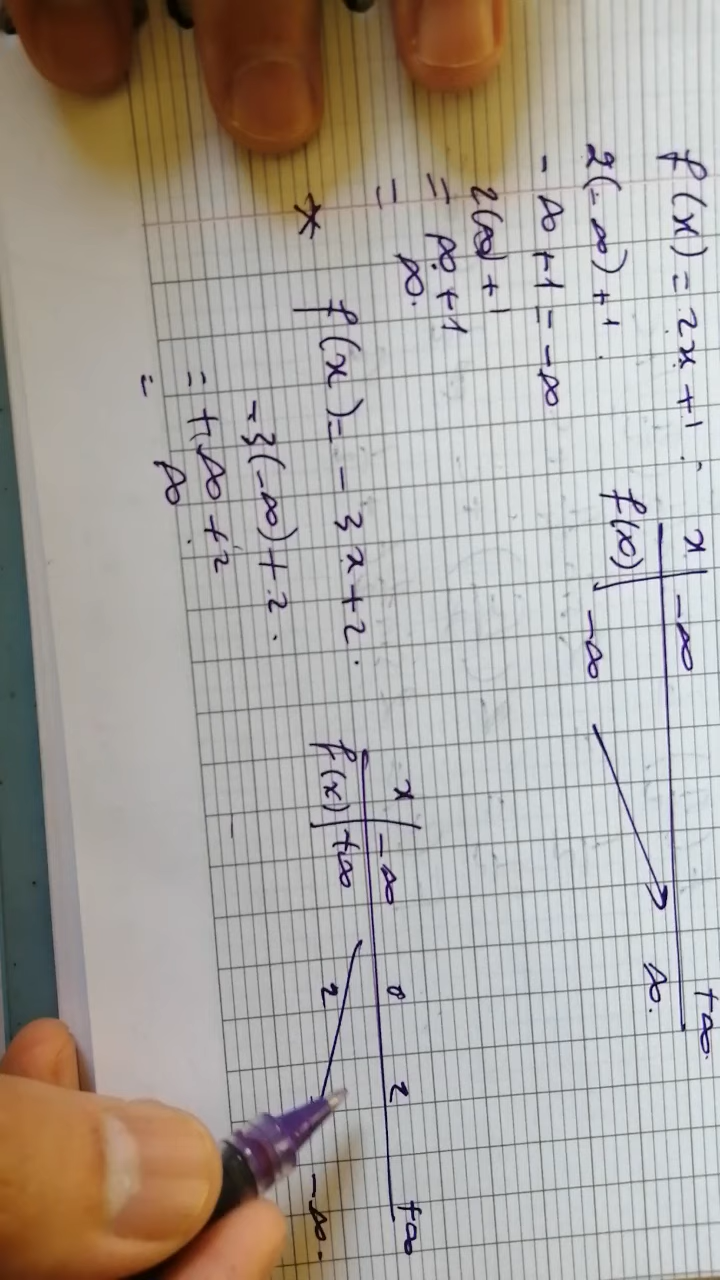 f(x) = 2x + 1.
2(-∞) + 1.
-∞ + 1 = -∞
2(∞) + 1
= ∞ + 1
= ∞.
x -∞ +∞
f(x) -∞ ∞.
* f(x) = -3x + 2.
-3(-∞) + 2.
= +∞ + 2
= ∞
x -∞ 0 2 +∞
f(x) +∞ 2 -∞.